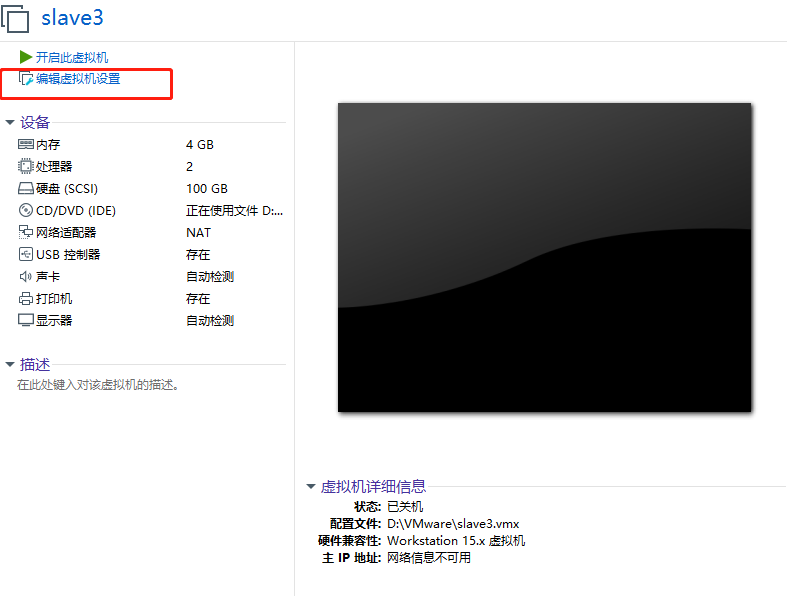 slave3
开启此虚拟机
编辑虚拟机设置
设备
内存 4 GB
处理器 2
硬盘 (SCSI) 100 GB
CD/DVD (IDE) 正在使用文件 D:...
网络适配器 NAT
USB 控制器 存在
声卡 自动检测
打印机 存在
显示器 自动检测
描述
在此处键入对该虚拟机的描述。
虚拟机详细信息
状态: 已关机
配置文件: D:\VMware\slave3.vmx
硬件兼容性: Workstation 15.x 虚拟机
主 IP 地址: 网络信息不可用